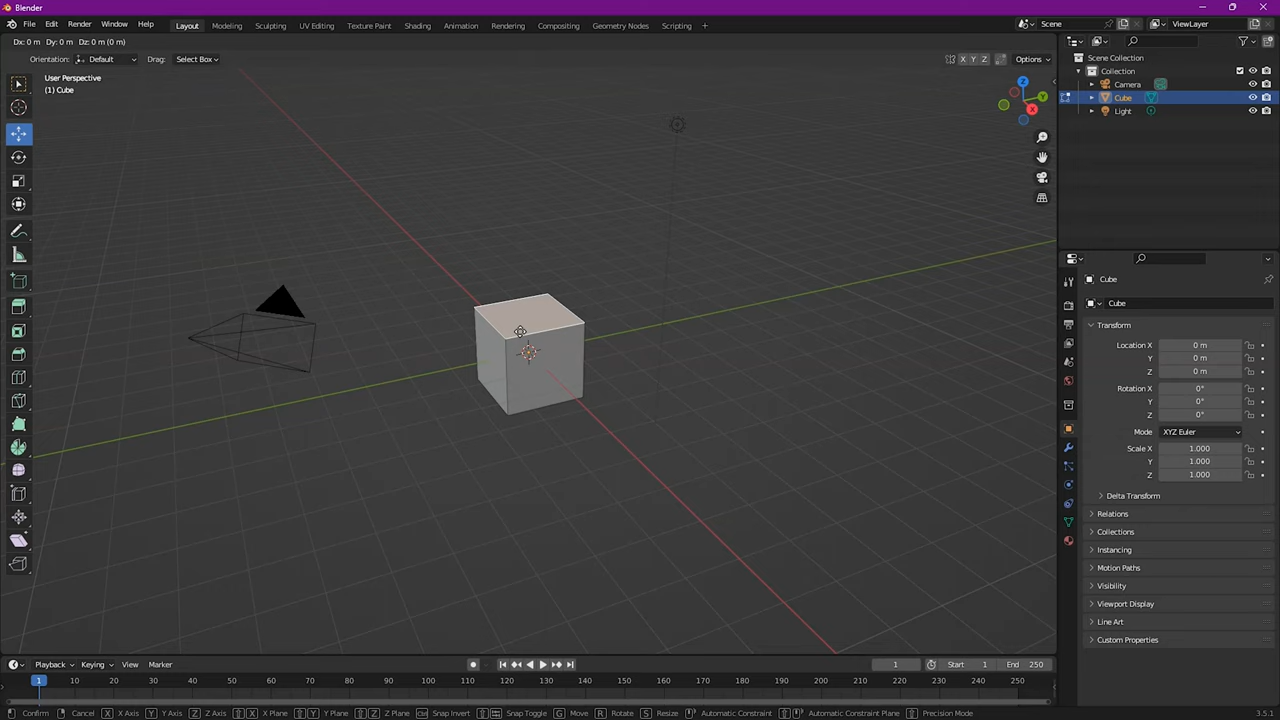 Blender
File Edit Render Window Help Layout Modeling Sculpting UV Editing Texture Paint Shading Animation Rendering Compositing Geometry Nodes Scripting + Scene ViewLayer
Dx: 0 m Dy: 0 m Dz: 0 m (0 m)
Orientation: Default Drag: Select Box X Y Z Options
User Perspective
(1) Cube
Z
Y
X
Scene Collection
Collection
Camera
Cube
Light
Cube
Cube
Transform
Location X 0 m
Y 0 m
Z 0 m
Rotation X 0°
Y 0°
Z 0°
Mode XYZ Euler
Scale X 1.000
Y 1.000
Z 1.000
Delta Transform
Relations
Collections
Instancing
Motion Paths
Visibility
Viewport Display
Line Art
Custom Properties
Playback Keying View Marker 1 Start 1 End 250
1 10 20 30 40 50 60 70 80 90 100 110 120 130 140 150 160 170 180 190 200 210 220 230 240 250
Confirm Cancel X X Axis Y Y Axis Z Z Axis X X Plane Y Y Plane Z Z Plane Ctrl Snap Invert Snap Toggle G Move R Rotate S Resize Automatic Constraint Automatic Constraint Plane Precision Mode 3.5.1